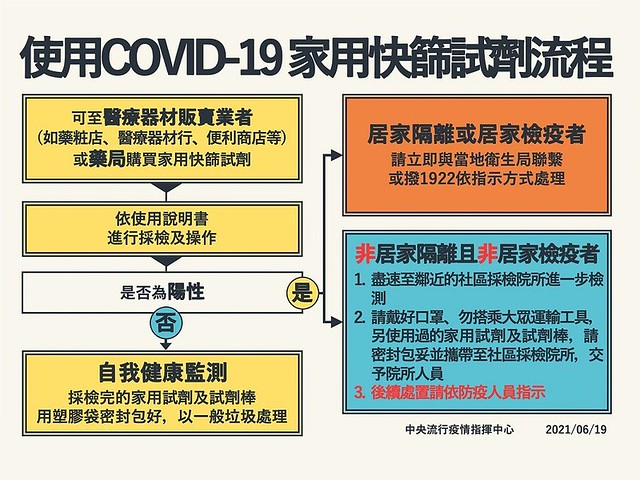 使用COVID-19 家用快篩試劑流程
可至醫療器材販賣業者
（如藥粧店、醫療器材行、便利商店等）
或藥局購買家用快篩試劑
依使用說明書
進行採檢及操作
是否為陽性
是
否
自我健康監測
採檢完的家用試劑及試劑棒
用塑膠袋密封包好，以一般垃圾處理
居家隔離或居家檢疫者
請立即與當地衛生局聯繫
或撥1922依指示方式處理
非居家隔離且非居家檢疫者
1. 盡速至鄰近的社區採檢院所進一步檢
測
2. 請戴好口罩、勿搭乘大眾運輸工具，
另使用過的家用試劑及試劑棒，請
密封包妥並攜帶至社區採檢院所，交
予院所人員
3. 後續處置請依防疫人員指示
中央流行疫情指揮中心 2021/06/19